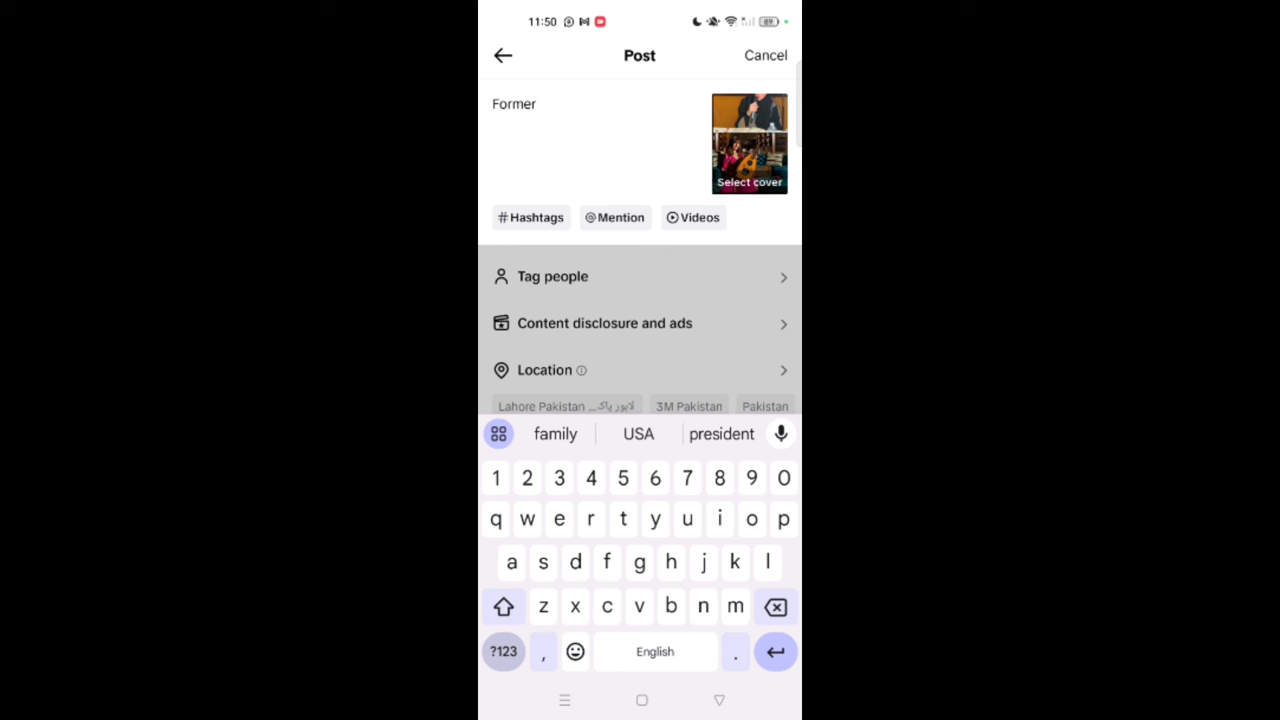 11:50
89
Post
Cancel
Former
Select cover
#Hashtags
@Mention
Videos
Tag people
Content disclosure and ads
Location
Lahore Pakistan ...لاہور پاک
3M Pakistan
Pakistan
family
USA
president
1 2 3 4 5 6 7 8 9 0
q w e r t y u i o p
a s d f g h j k l
z x c v b n m
?123 , English .